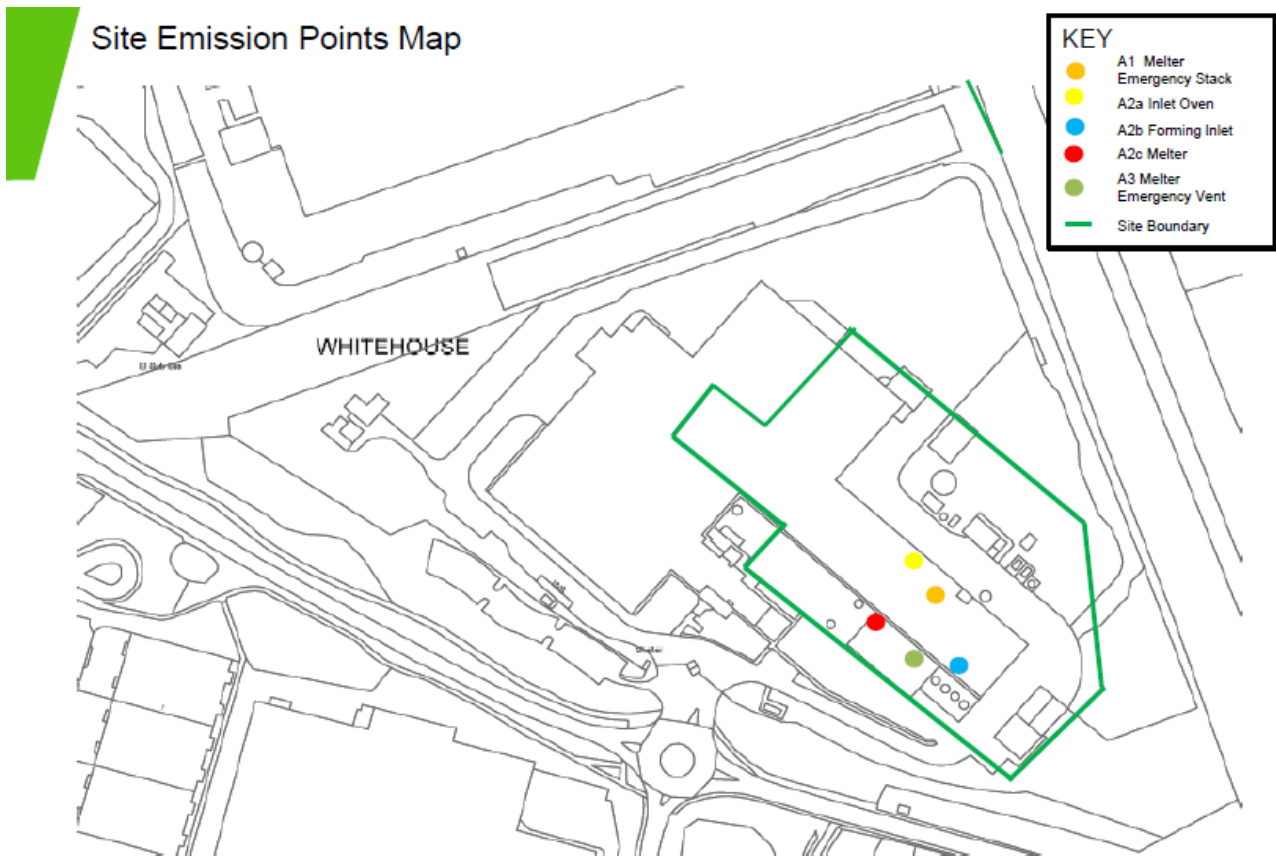 Site Emission Points Map
KEY
A1 Melter
Emergency Stack
A2a Inlet Oven
A2b Forming Inlet
A2c Melter
A3 Melter
Emergency Vent
Site Boundary
WHITEHOUSE
Shelter